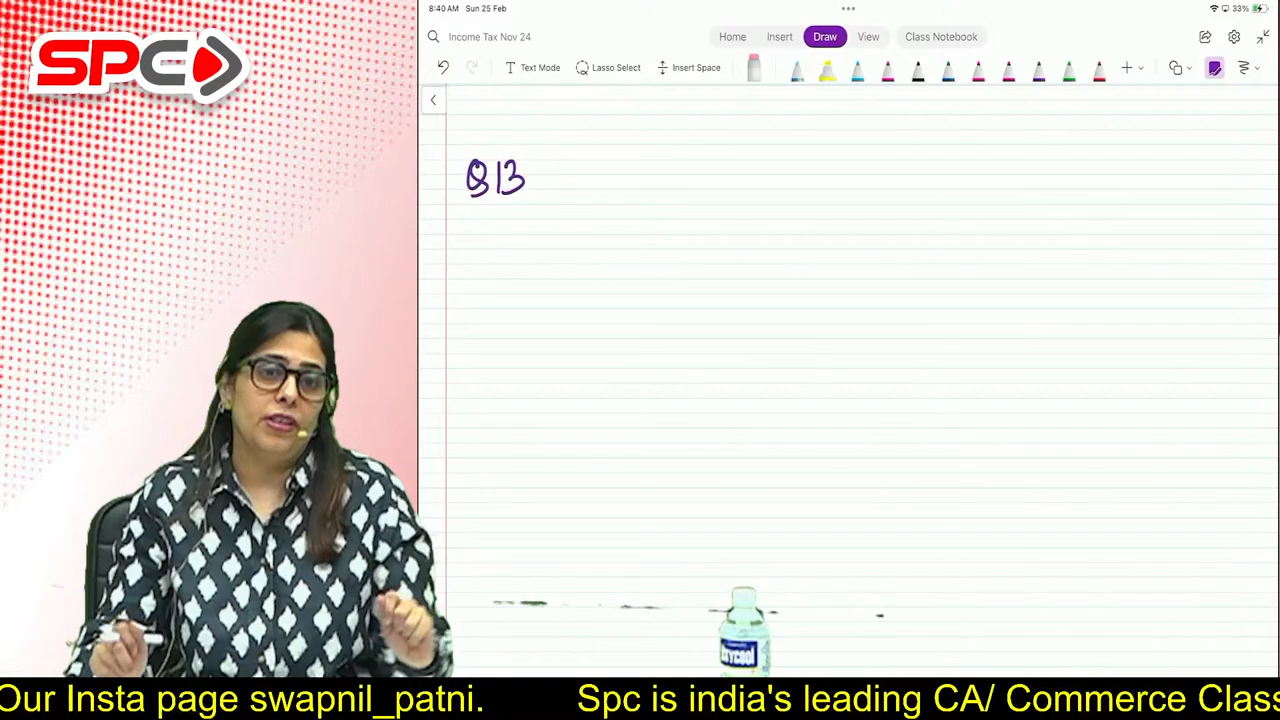 8:40 AM Sun 25 Feb
33%
SPC
Income Tax Nov 24
Home Insert Draw View Class Notebook
Text Mode Lasso Select Insert Space
Q13
Our Insta page swapnil_patni. Spc is india's leading CA/ Commerce Class